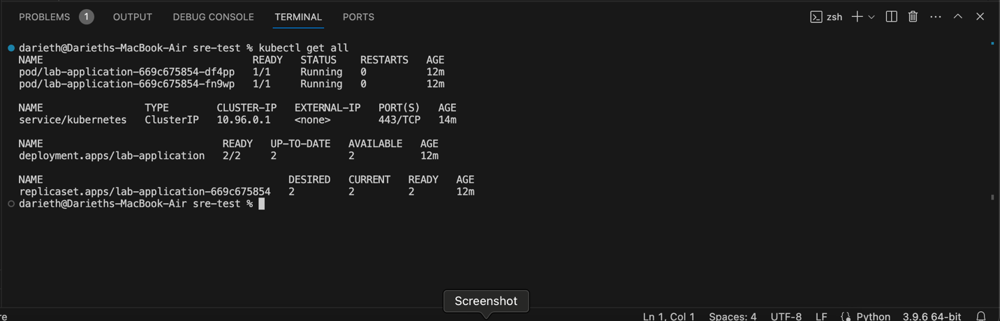 PROBLEMS 1 OUTPUT DEBUG CONSOLE TERMINAL PORTS zsh
darieth@Darieths-MacBook-Air sre-test % kubectl get all
NAME READY STATUS RESTARTS AGE
pod/lab-application-669c675854-df4pp 1/1 Running 0 12m
pod/lab-application-669c675854-fn9wp 1/1 Running 0 12m
NAME TYPE CLUSTER-IP EXTERNAL-IP PORT(S) AGE
service/kubernetes ClusterIP 10.96.0.1 <none> 443/TCP 14m
NAME READY UP-TO-DATE AVAILABLE AGE
deployment.apps/lab-application 2/2 2 2 12m
NAME DESIRED CURRENT READY AGE
replicaset.apps/lab-application-669c675854 2 2 2 12m
darieth@Darieths-MacBook-Air sre-test %
Screenshot
re Ln 1, Col 1 Spaces: 4 UTF-8 LF Python 3.9.6 64-bit